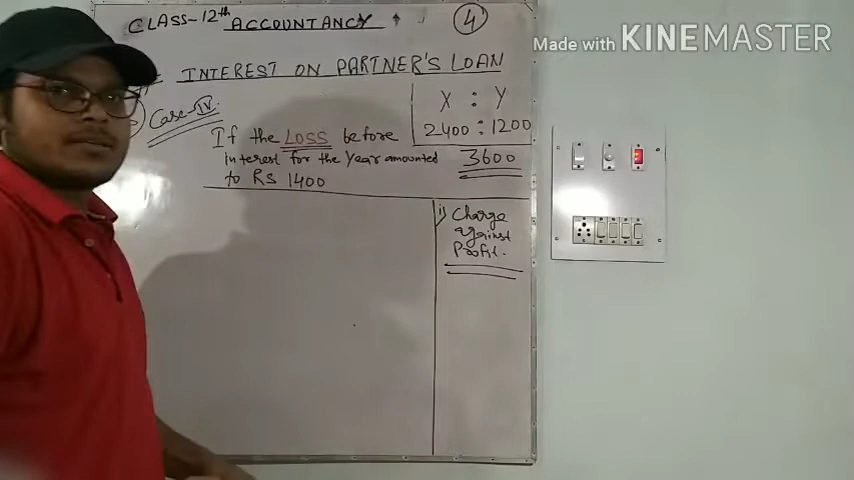 CLASS-12th ACCOUNTANCY
4
Made with KINEMASTER
INTEREST ON PARTNER'S LOAN
Case-IV
X : Y
2400 : 1200
3600
If the LOSS before
interest for the year amounted
to RS 1400
i) Charge
against
Profit.